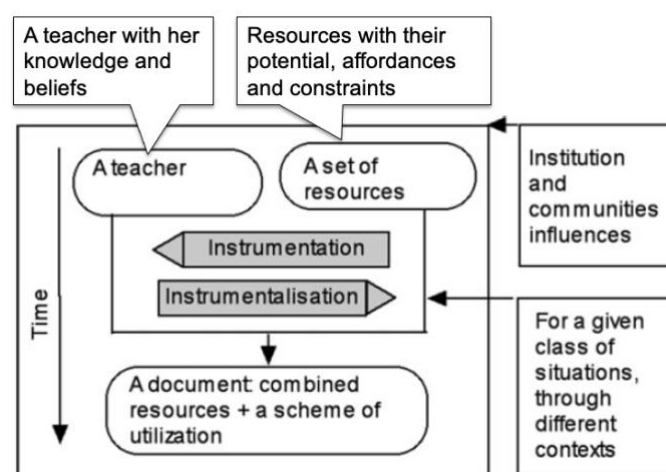 A teacher with her
knowledge and
beliefs
Resources with their
potential, affordances
and constraints
A teacher
A set of
resources
Institution
and
communities
influences
Instrumentation
Instrumentalisation
Time
For a given
class of
situations,
through
different
contexts
A document: combined
resources + a scheme of
utilization